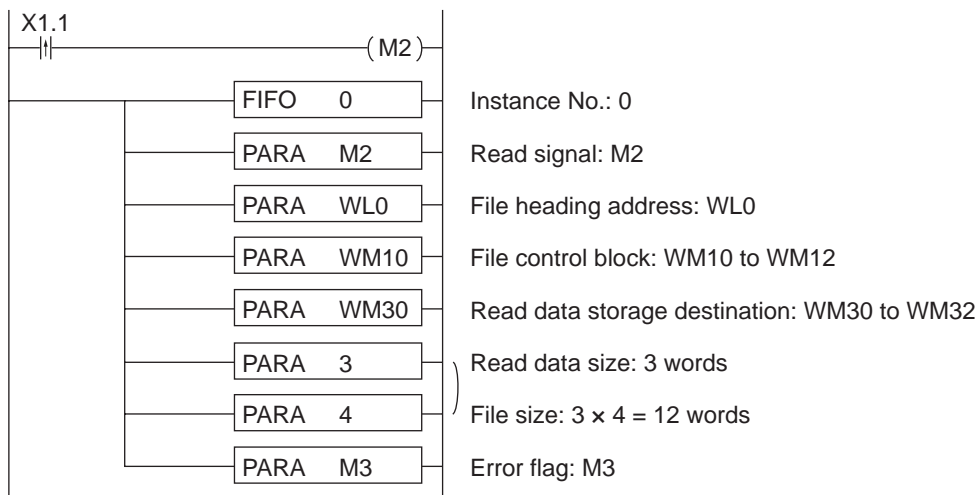 X1.1
M2
FIFO 0 Instance No.: 0
PARA M2 Read signal: M2
PARA WL0 File heading address: WL0
PARA WM10 File control block: WM10 to WM12
PARA WM30 Read data storage destination: WM30 to WM32
PARA 3 Read data size: 3 words
PARA 4 File size: 3 × 4 = 12 words
PARA M3 Error flag: M3